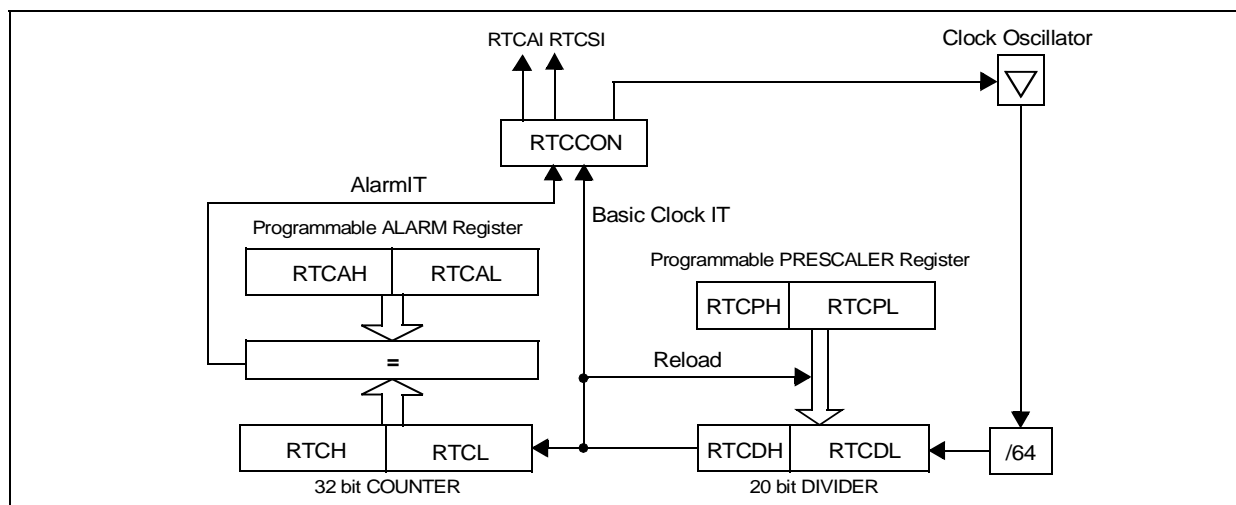 RTCAI RTCSI
Clock Oscillator
RTCCON
AlarmIT
Basic Clock IT
Programmable ALARM Register
RTCAH RTCAL
Programmable PRESCALER Register
RTCPH RTCPL
=
Reload
RTCH RTCL
RTCDH RTCDL
/64
32 bit COUNTER
20 bit DIVIDER